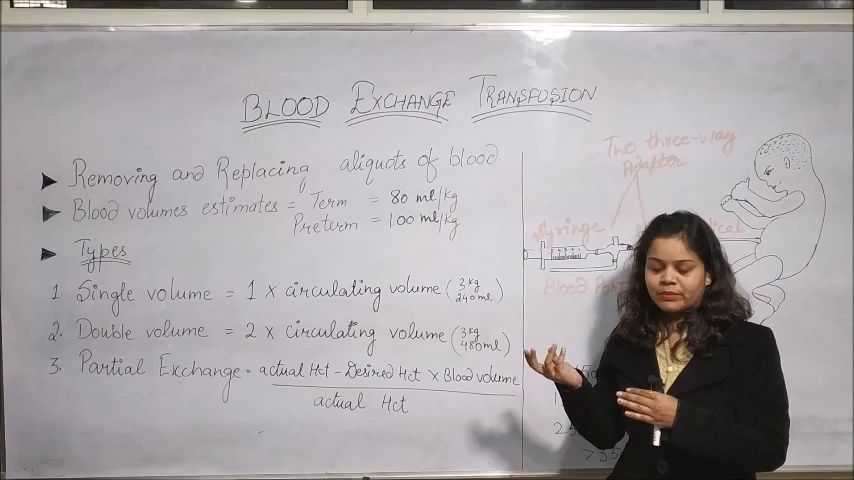 BLOOD EXCHANGE TRANSFUSION
Removing and Replacing aliquots of blood.
Blood volumes estimates = Term = 80 ml/kg
Preterm = 100 ml/kg
Types
1 Single volume = 1 x circulating volume (3kg 240ml)
2. Double volume = 2 x circulating volume (3kg 480ml)
3. Partial Exchange = actual Hct - Desired Hct x Blood volume
actual Hct
Two three-way
Adapter
Syringe
Blood